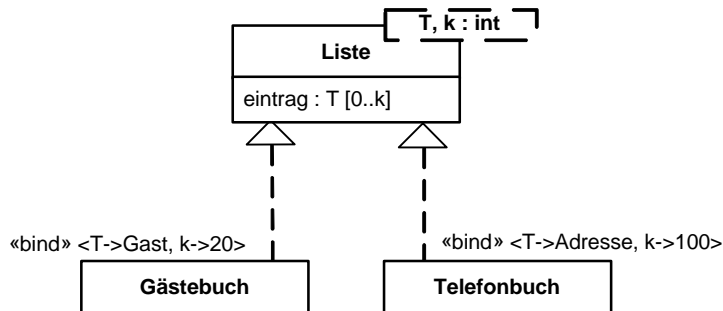 T, k : int
Liste
eintrag : T [0..k]
«bind» <T->Gast, k->20>
«bind» <T->Adresse, k->100>
Gästebuch
Telefonbuch